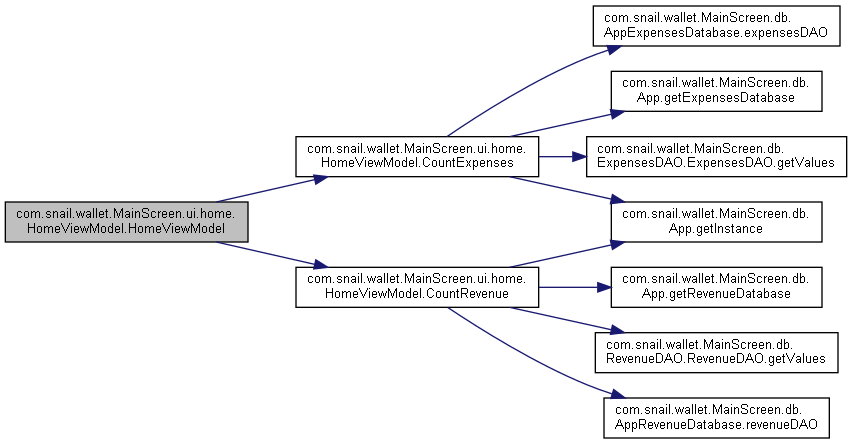 com.snail.wallet.MainScreen.ui.home.
HomeViewModel.HomeViewModel
com.snail.wallet.MainScreen.ui.home.
HomeViewModel.CountExpenses
com.snail.wallet.MainScreen.ui.home.
HomeViewModel.CountRevenue
com.snail.wallet.MainScreen.db.
AppExpensesDatabase.expensesDAO
com.snail.wallet.MainScreen.db.
App.getExpensesDatabase
com.snail.wallet.MainScreen.db.
ExpensesDAO.ExpensesDAO.getValues
com.snail.wallet.MainScreen.db.
App.getInstance
com.snail.wallet.MainScreen.db.
App.getRevenueDatabase
com.snail.wallet.MainScreen.db.
RevenueDAO.RevenueDAO.getValues
com.snail.wallet.MainScreen.db.
AppRevenueDatabase.revenueDAO